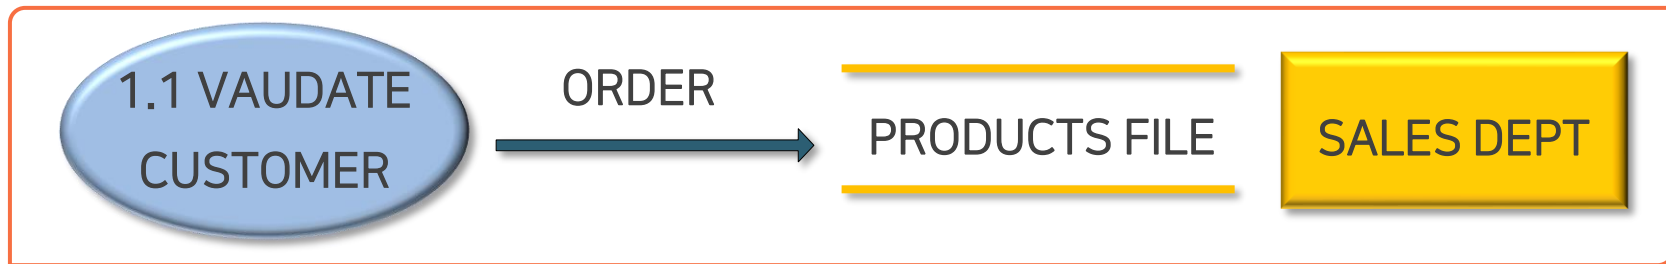 1.1 VAUDATE
CUSTOMER
ORDER
PRODUCTS FILE
SALES DEPT